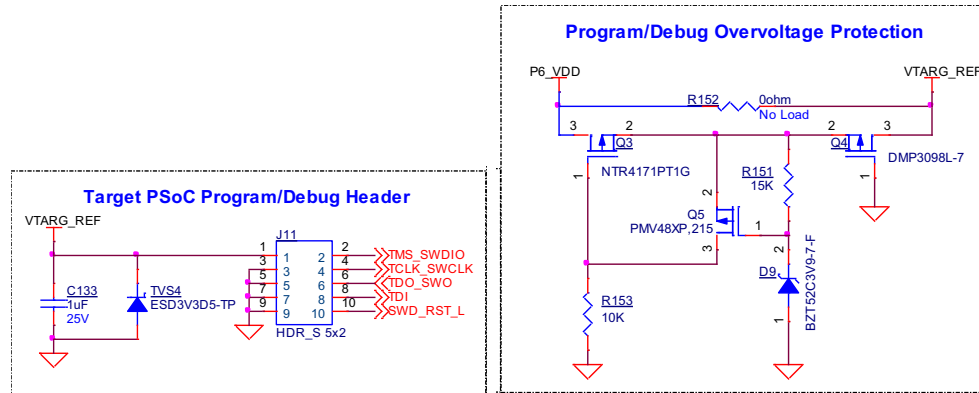 Program/Debug Overvoltage Protection
P6_VDD
VTARG_REF
R152
0ohm
No Load
3
2
Q3
NTR4171PT1G
1
2
3
Q4
DMP3098L-7
1
R151
15K
2
Q5
PMV48XP,215
1
3
2
D9
BZT52C3V9-7-F
1
R153
10K
Target PSoC Program/Debug Header
VTARG_REF
C133
1uF
25V
TVS4
ESD3V3D5-TP
J11
1 1 2 2 TMS_SWDIO
3 3 4 4 TCLK_SWCLK
5 5 6 6 TDO_SWO
7 7 8 8 TDI
9 9 10 10 SWD_RST_L
HDR_S 5x2